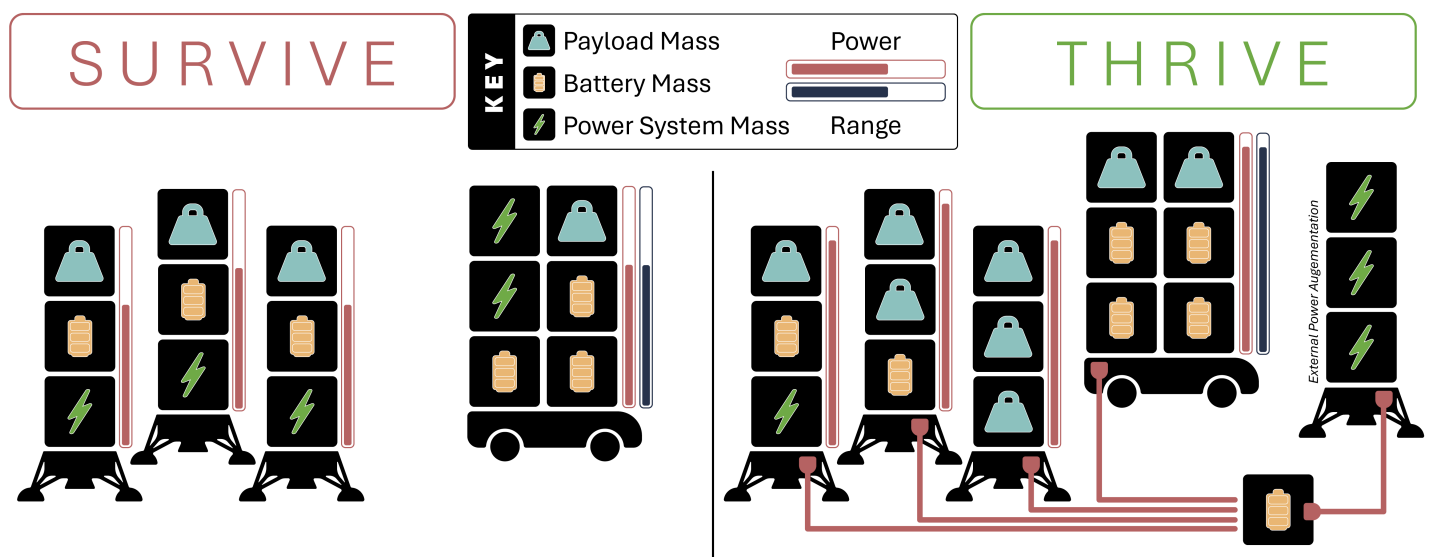 SURVIVE
KEY
Payload Mass
Battery Mass
Power System Mass
Power
Range
THRIVE
External Power Augementation